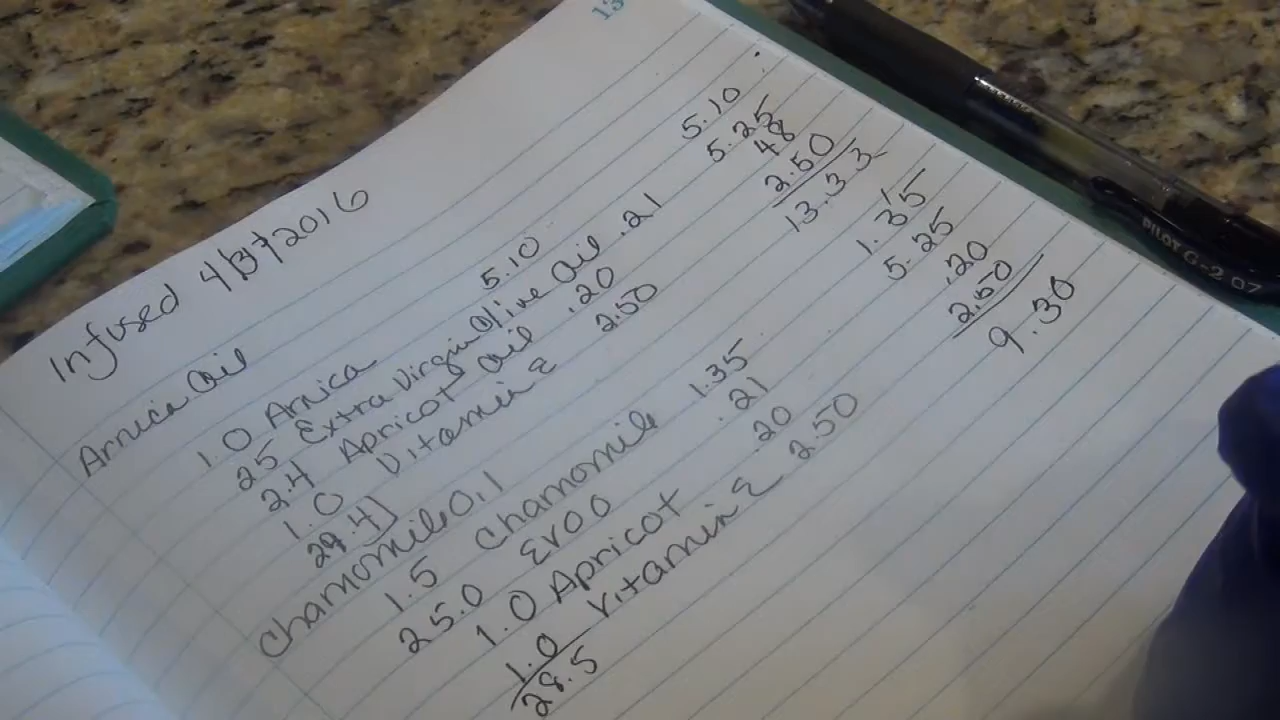 13
Infused 4/3/2016
Arnica Oil
1.0 Arnica 5.10
25 Extra Virgin Olive Oil .21
2.4 Apricot Oil .20
1.0 Vitamin E 2.50
29.4
Chamomile Oil
1.5 Chamomile 1.35
25.0 EVOO .21
1.0 Apricot .20
1.0 Vitamin E 2.50
28.5
5.10
5.25
48
2.50
13.33
1.35
5.25
.20
2.50
9.30
PILOT G-2 07